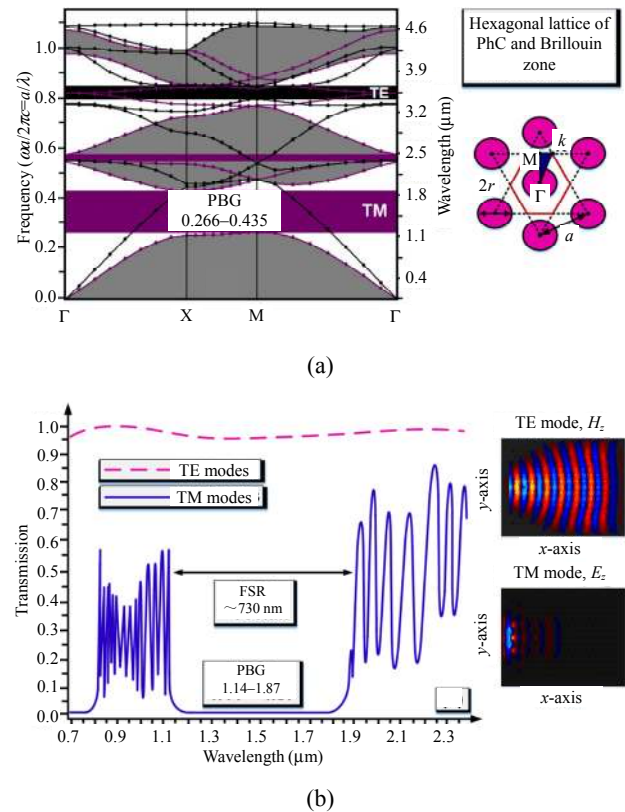 1.0
0.8
0.6
0.4
0.2
0.0
Frequency (ωa/2πc=a/λ)
TE
PBG
0.266–0.435
TM
Γ
X
M
Γ
4.6
3.9
3.2
2.5
1.8
1.1
0.4
Wavelength (μm)
Hexagonal lattice of
PhC and Brillouin
zone
k
M
2r
Γ
a
(a)
1.0
0.9
0.8
0.7
0.6
0.5
0.4
0.3
0.2
0.1
0.0
Transmission
TE modes
TM modes
FSR
~730 nm
PBG
1.14–1.87
0.7
0.9
1.1
1.3
1.5
1.7
1.9
2.1
2.3
Wavelength (μm)
TE mode, Hz
y-axis
x-axis
TM mode, Ez
y-axis
x-axis
(b)